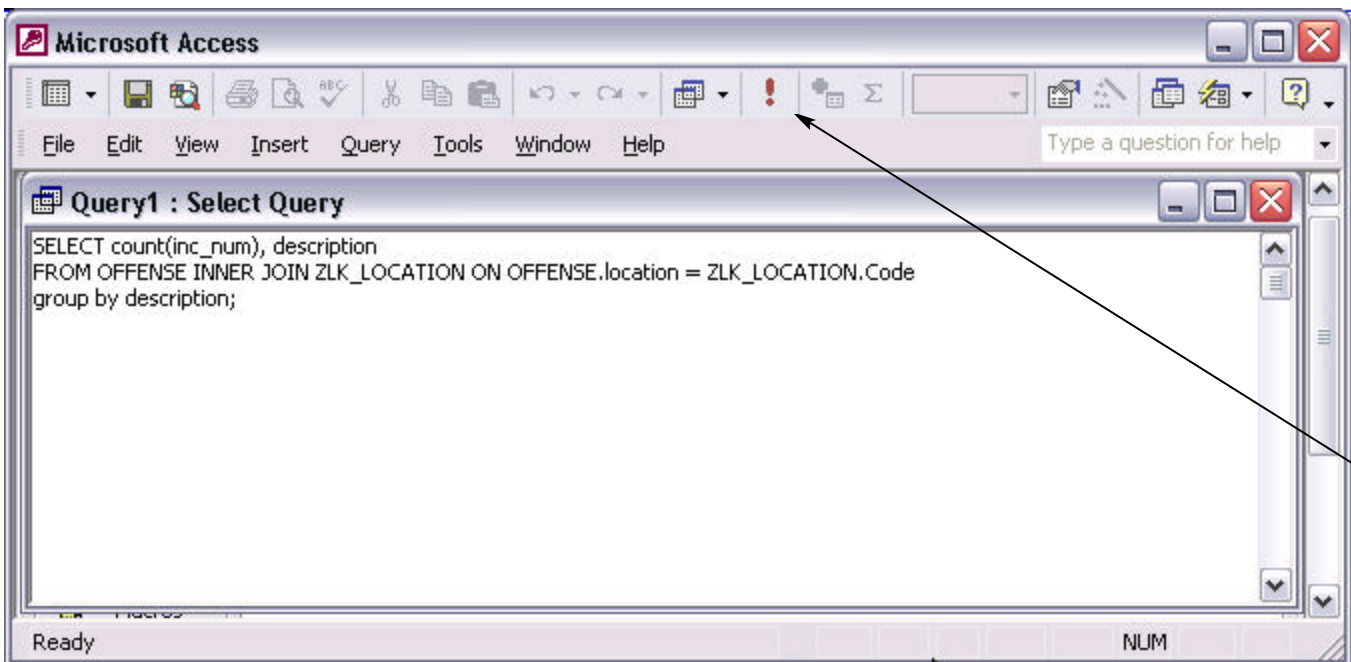 Microsoft Access
ABC
File Edit View Insert Query Tools Window Help Type a question for help
Query1 : Select Query
SELECT count(inc_num), description
FROM OFFENSE INNER JOIN ZLK_LOCATION ON OFFENSE.location = ZLK_LOCATION.Code
group by description;
Ready NUM